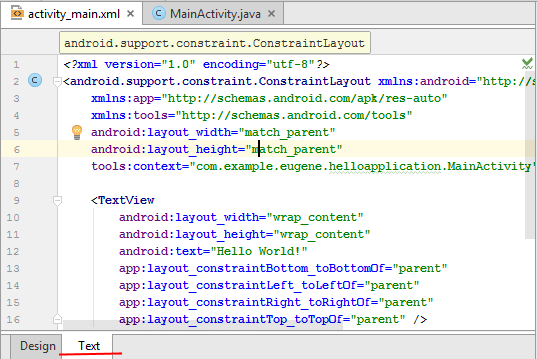 activity_main.xml MainActivity.java
android.support.constraint.ConstraintLayout
1 <?xml version="1.0" encoding="utf-8"?>
2 <android.support.constraint.ConstraintLayout xmlns:android="http://s
3 xmlns:app="http://schemas.android.com/apk/res-auto"
4 xmlns:tools="http://schemas.android.com/tools"
5 android:layout_width="match_parent"
6 android:layout_height="match_parent"
7 tools:context="com.example.eugene.helloapplication.MainActivity"
8
9 <TextView
10 android:layout_width="wrap_content"
11 android:layout_height="wrap_content"
12 android:text="Hello World!"
13 app:layout_constraintBottom_toBottomOf="parent"
14 app:layout_constraintLeft_toLeftOf="parent"
15 app:layout_constraintRight_toRightOf="parent"
16 app:layout_constraintTop_toTopOf="parent" />
Design Text